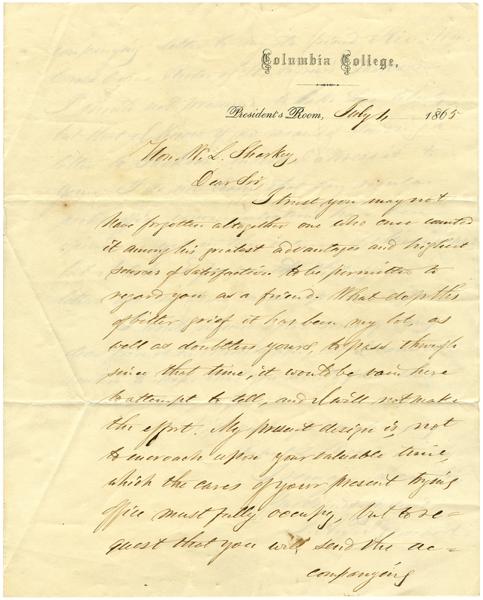 Columbia College,
President's Room, July 4 1865
Hon. W. L. Sharkey,
Dear Sir,
I trust you may not
have forgotten altogether one who once counted
it among his greatest advantages and highest
sources of satisfaction to be permitted to
regard you as a friend. What depths
of bitter grief it has been my lot, as
well as doubtless yours, to pass through
since that time, it would be vain here
to attempt to tell, and I will not make
the effort. My present design is, not
to encroach upon your valuable time,
which the cares of your present trying
office must fully occupy, but to re-
quest that you will send the ac-
companying